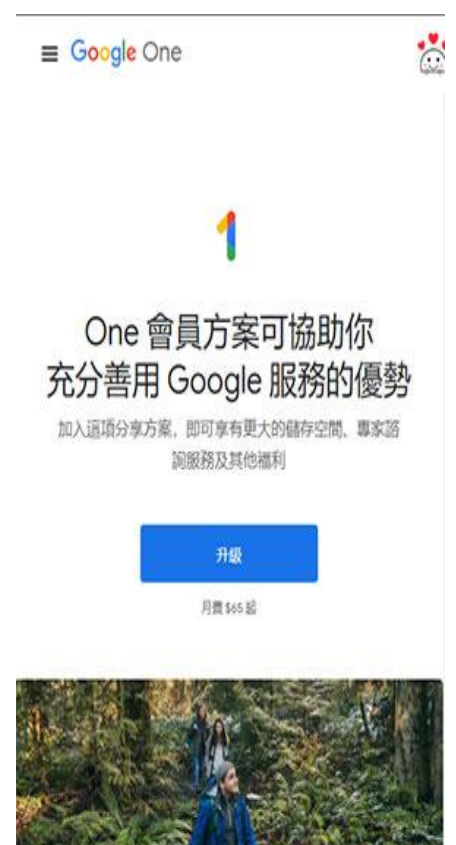 Google One
One 會員方案可協助你
充分善用 Google 服務的優勢
加入這項分享方案，即可享有更大的儲存空間、專家諮
詢服務及其他福利
升級
月費 $65 起